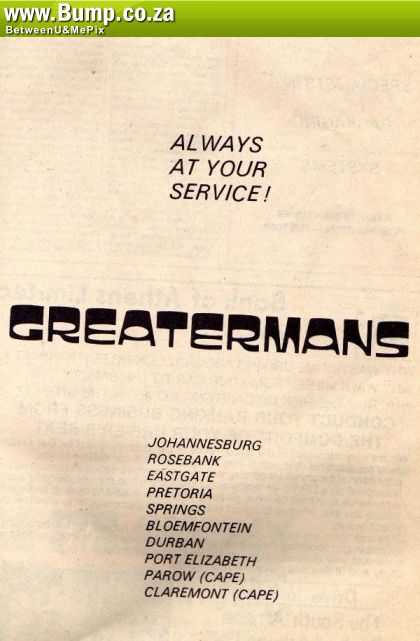 www.Bump.co.za
BetweenU&MePix
ALWAYS
AT YOUR
SERVICE!
GREATERMANS
JOHANNESBURG
ROSEBANK
EASTGATE
PRETORIA
SPRINGS
BLOEMFONTEIN
DURBAN
PORT ELIZABETH
PAROW (CAPE)
CLAREMONT (CAPE)